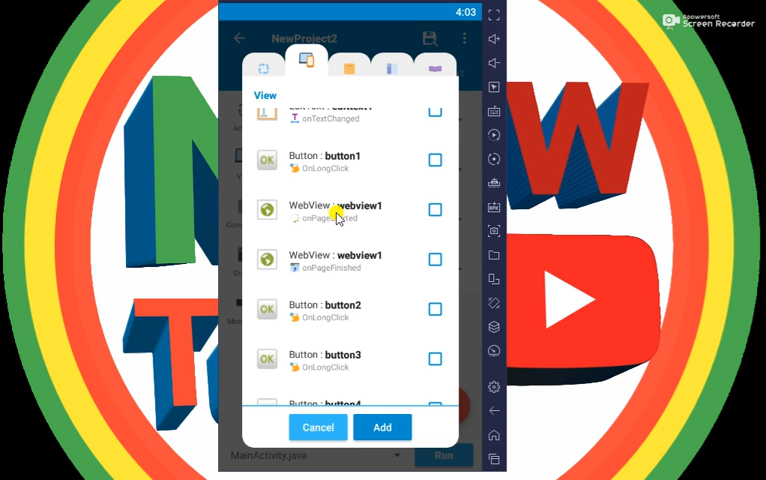 4:03
Apowersoft
Screen Recorder
NewProject2
View
onTextChanged
Button : button1
OnLongClick
WebView : webview1
WebView : webview1
onPageFinished
Button : button2
OnLongClick
Button : button3
OnLongClick
Cancel
Add
MainActivity.java
Run